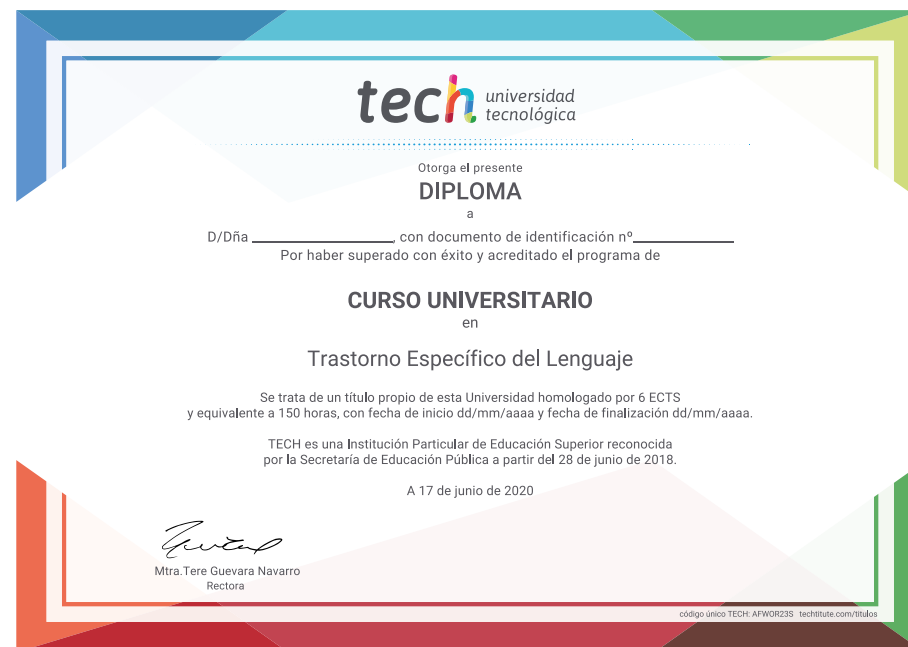 tech universidad
tecnológica
Otorga el presente
DIPLOMA
a
D/Dña ____________________, con documento de identificación nº______________
Por haber superado con éxito y acreditado el programa de
CURSO UNIVERSITARIO
en
Trastorno Específico del Lenguaje
Se trata de un título propio de esta Universidad homologado por 6 ECTS
y equivalente a 150 horas, con fecha de inicio dd/mm/aaaa y fecha de finalización dd/mm/aaaa.
TECH es una Institución Particular de Educación Superior reconocida
por la Secretaría de Educación Pública a partir del 28 de junio de 2018.
A 17 de junio de 2020
Mtra.Tere Guevara Navarro
Rectora
código único TECH: AFWOR23S techtitute.com/titulos